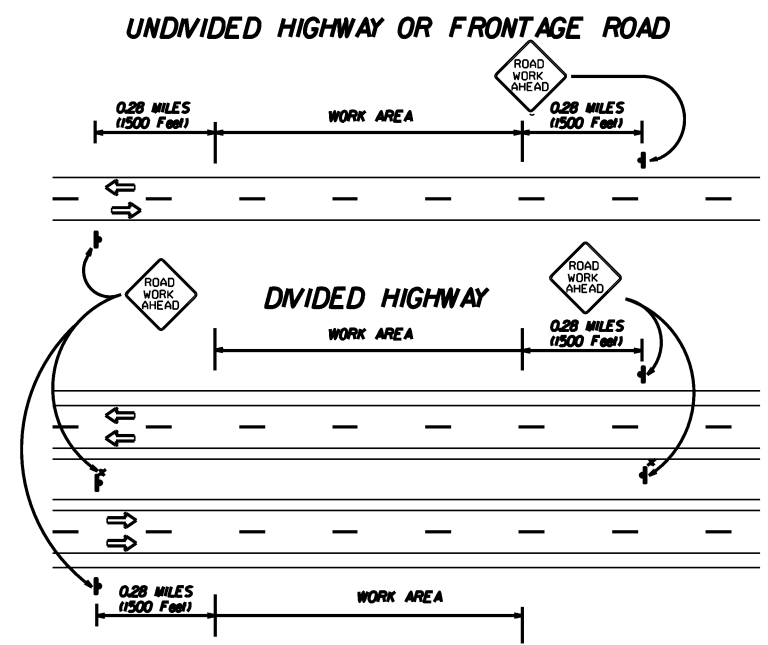 UNDIVIDED HIGHWAY OR FRONTAGE ROAD
ROAD
WORK
AHEAD
0.28 MILES
(1500 Feet)
WORK AREA
0.28 MILES
(1500 Feet)
ROAD
WORK
AHEAD
DIVIDED HIGHWAY
ROAD
WORK
AHEAD
WORK AREA
0.28 MILES
(1500 Feet)
x
x
0.28 MILES
(1500 Feet)
WORK AREA